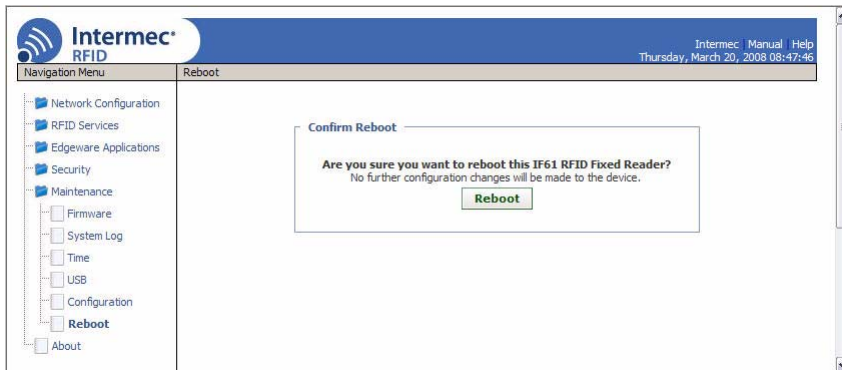 Intermec
RFID
Intermec | Manual | Help
Thursday, March 20, 2008 08:47:46
Navigation Menu
Reboot
Network Configuration
RFID Services
Edgeware Applications
Security
Maintenance
Firmware
System Log
Time
USB
Configuration
Reboot
About
Confirm Reboot
Are you sure you want to reboot this IF61 RFID Fixed Reader?
No further configuration changes will be made to the device.
Reboot